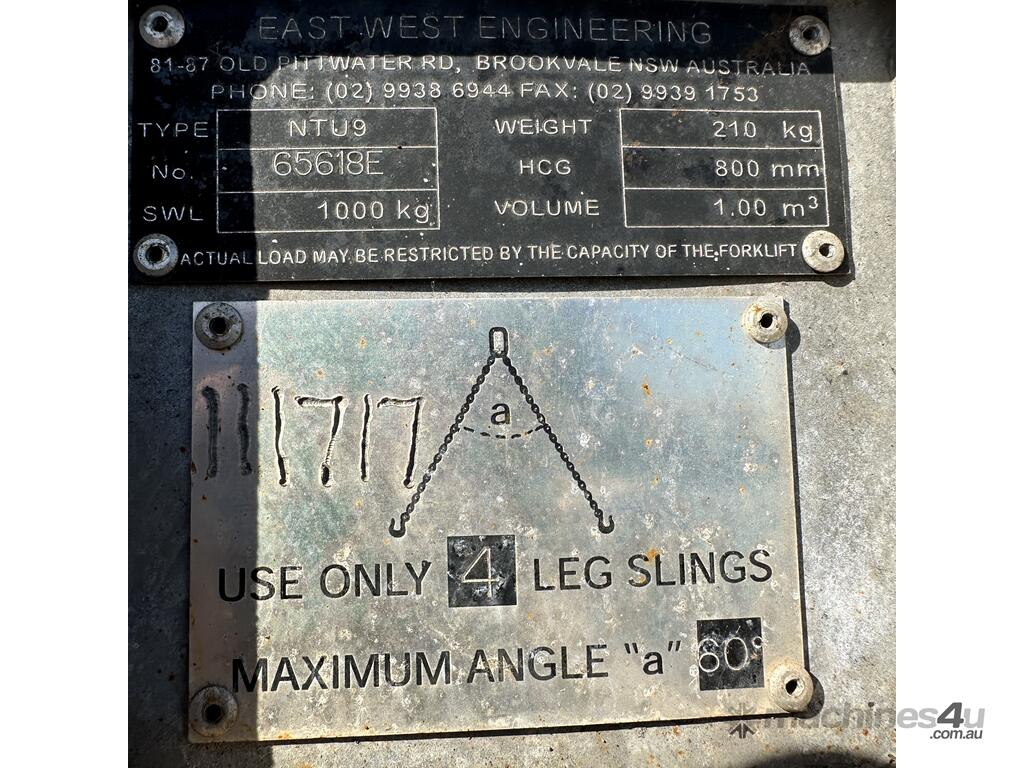 EAST WEST ENGINEERING
81-87 OLD PITTWATER RD, BROOKVALE NSW AUSTRALIA
PHONE: (02) 9938 6944 FAX: (02) 9939 1753
TYPE NTU9 WEIGHT 210 kg
No. 65618E HCG 800 mm
SWL 1000 kg VOLUME 1.00 m³
ACTUAL LOAD MAY BE RESTRICTED BY THE CAPACITY OF THE FORKLIFT
111717
a
USE ONLY 4 LEG SLINGS
MAXIMUM ANGLE "a" 60°
machines4u
.com.au